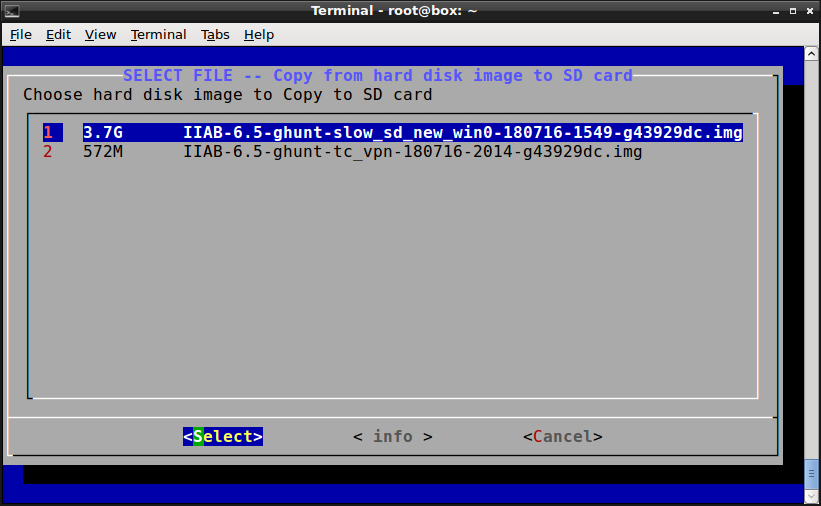 Terminal - root@box: ~
File Edit View Terminal Tabs Help
SELECT FILE -- Copy from hard disk image to SD card
Choose hard disk image to Copy to SD card
1 3.7G IIAB-6.5-ghunt-slow_sd_new_win0-180716-1549-g43929dc.img
2 572M IIAB-6.5-ghunt-tc_vpn-180716-2014-g43929dc.img
<Select> < info > <Cancel>